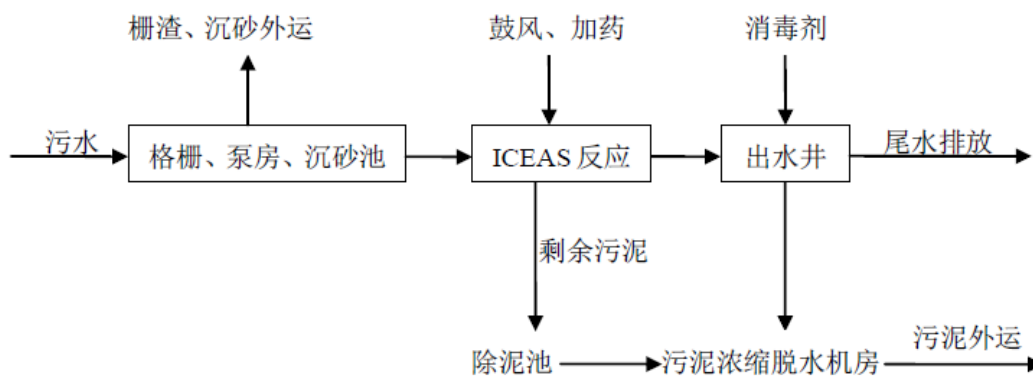 栅渣、沉砂外运
鼓风、加药
消毒剂
污水
格栅、泵房、沉砂池
ICEAS 反应
出水井
尾水排放
剩余污泥
除泥池
污泥浓缩脱水机房
污泥外运